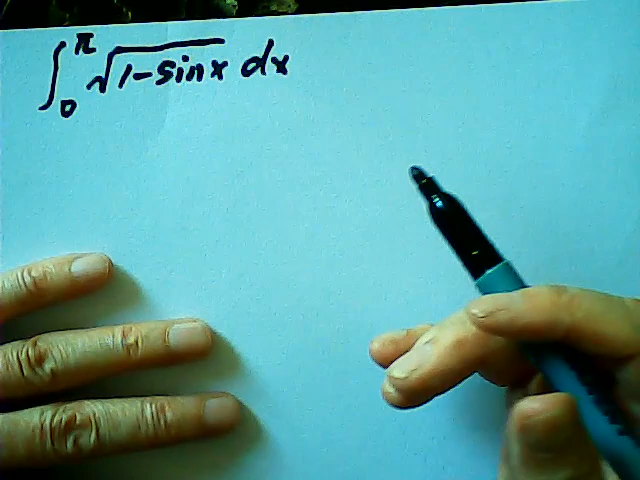 ∫₀^π √(1-sinx) dx